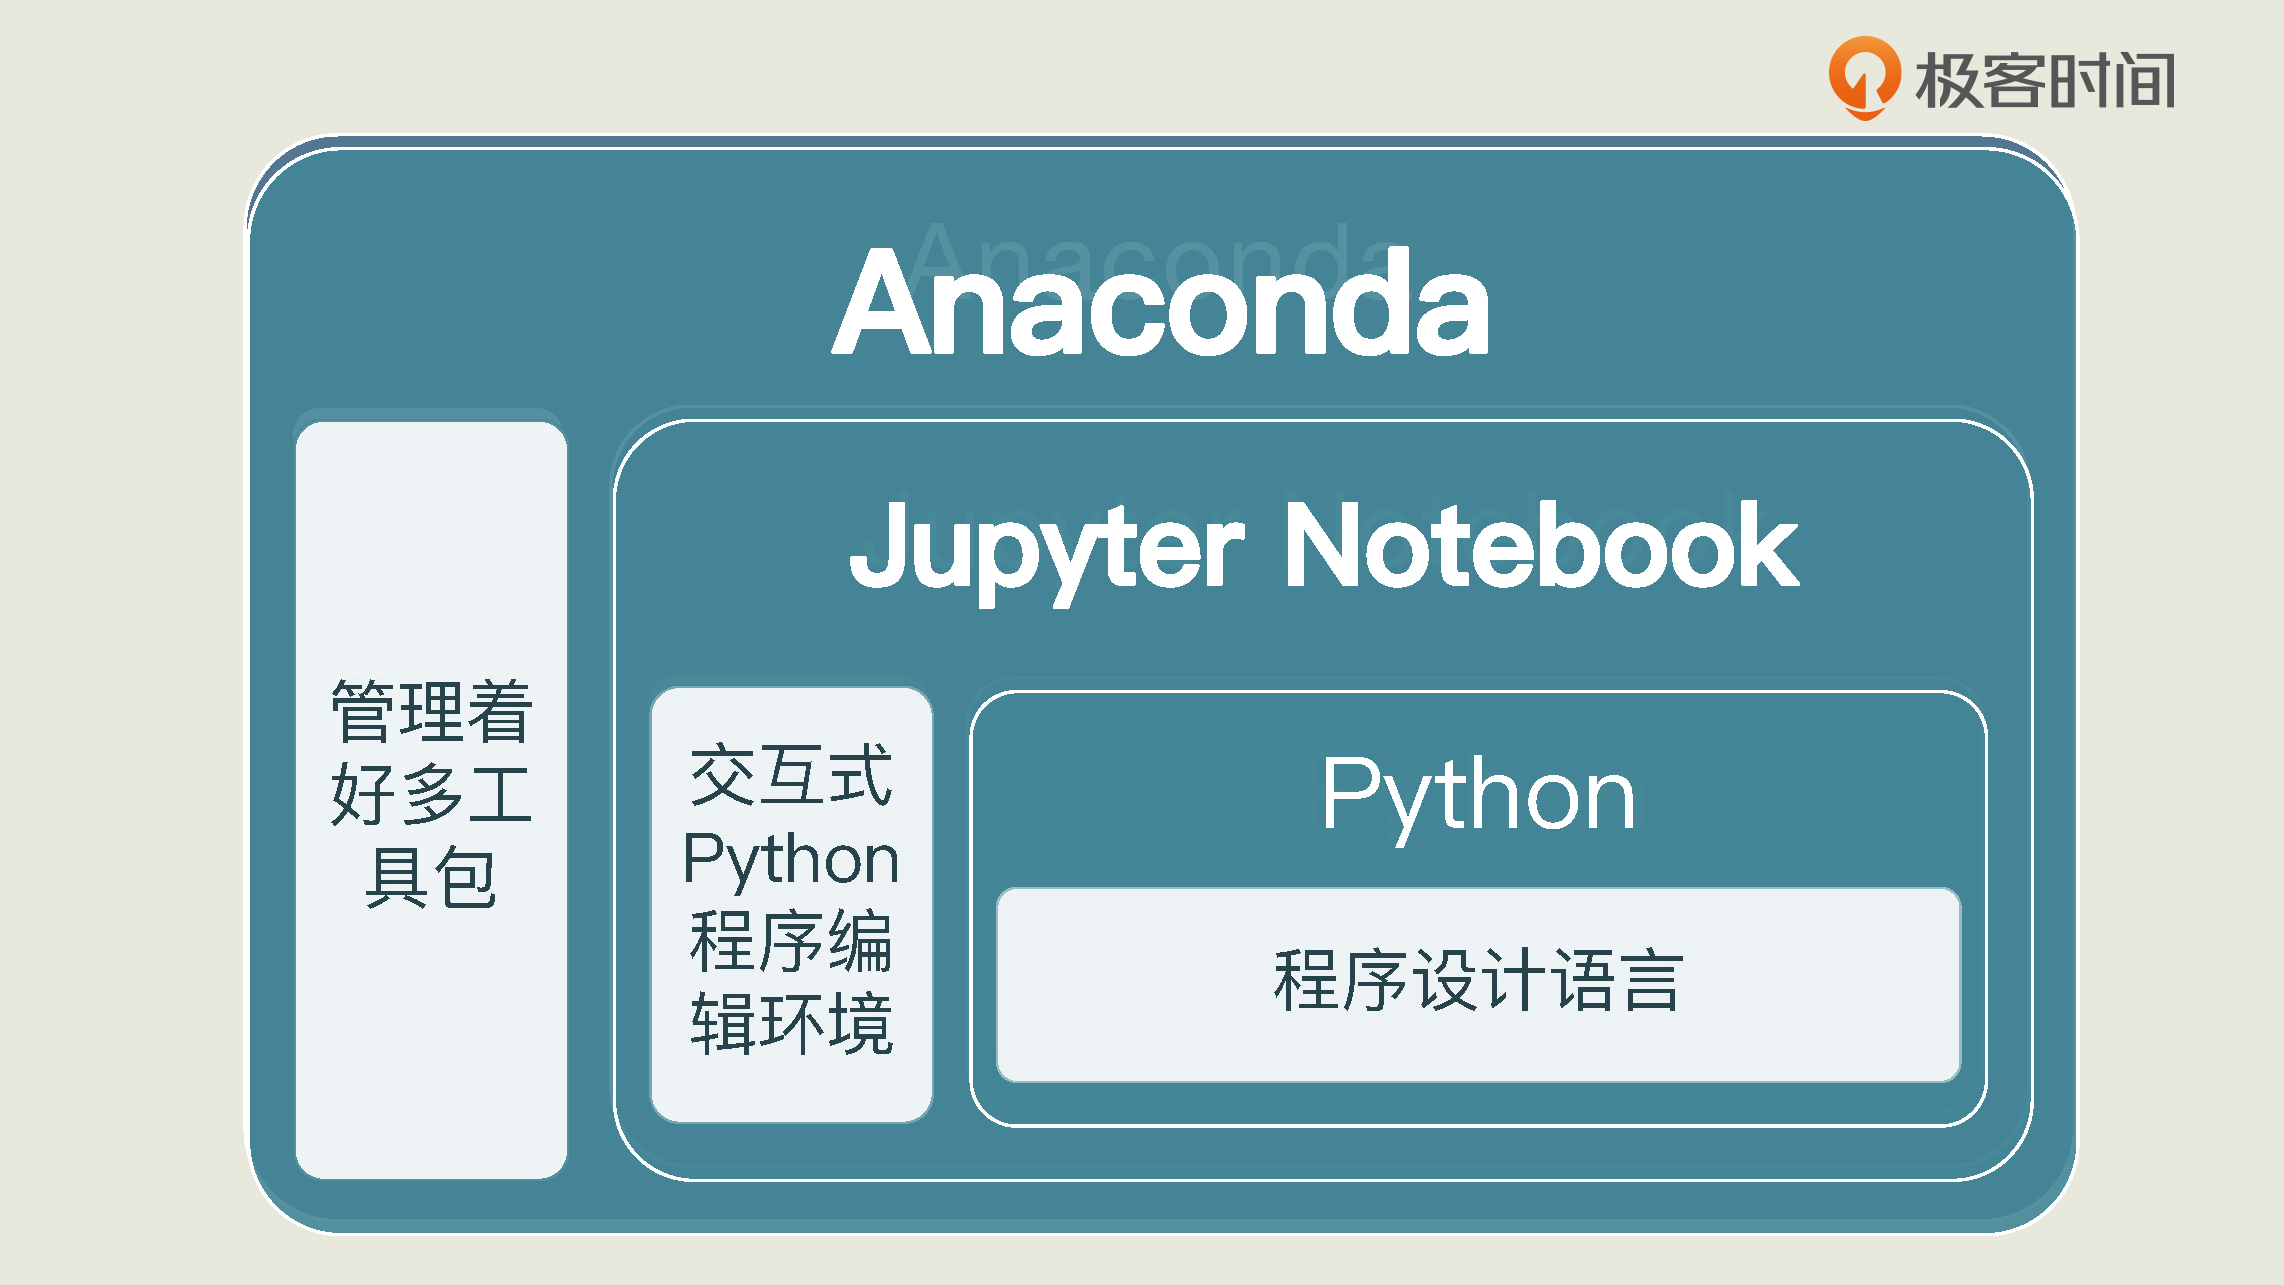 极客时间
Anaconda
管理着
好多工
具包
Jupyter Notebook
交互式
Python
程序编
辑环境
Python
程序设计语言